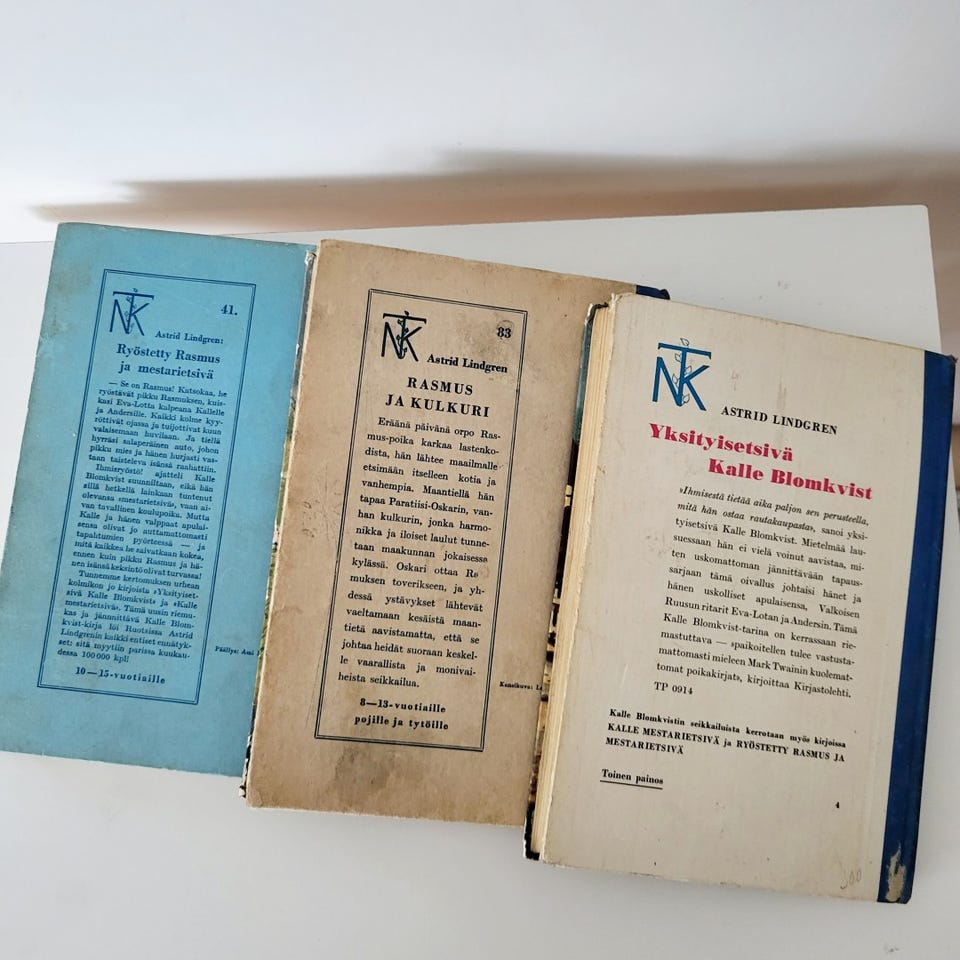 NTK
41.
Astrid Lindgren:
Ryöstetty Rasmus
ja mestarietsivä
— Se on Rasmus! Katsokaa, he
ryöstävät pikku Rasmuksen, kuis-
kasi Eva-Lotta kalpeana Kallelle
ja Andersille. Kaikki kolme kyy-
röttivät ojassa ja tuijottivat kuun
valaisemaan huvilaan. Ja tiellä
hyrräsi salaperäinen auto, johon
pikku mies ja hänen hurjasti vas-
taan taisteleva isänsä raahattiin.
Ihmisryöstö! ajatteli Kalle
Blomkvist suunniltaan, eikä hän
sillä hetkellä lainkaan tuntenut
olevansa »mestarietsivä», vaan ai-
van tavallinen koulupoika. Mutta
Kalle ja hänen valppaat apulai-
sensa olivat jo auttamattomasti
tapahtumien pyörteessä — ja
mitä kaikkea he saivatkaan kokea,
ennen kuin pikku Rasmus ja hä-
nen isänsä keksintö olivat turvassa!
Tunnemme kertomuksen urhean
kolmikon jo kirjoista »Yksityiset-
sivä Kalle Blomkvist» ja »Kalle
mestarietsivä». Tämä uusin riemu-
kas ja jännittävä Kalle Blom-
kvist-kirja löi Ruotsissa Astrid
Lindgrenin kaikki entiset ennätyk-
set: sitä myytiin parissa kuukau-
dessa 100 000 kpl!
10—15-vuotiaille
Päällys:
NTK
83
Astrid Lindgren
RASMUS
JA KULKURI
Eräänä päivänä orpo Ras-
mus-poika karkaa lastenko-
dista, hän lähtee maailmalle
etsimään itselleen kotia ja
vanhempia. Maantiellä hän
tapaa Paratiisi-Oskarin, van-
han kulkurin, jonka harmo-
nikka ja iloiset laulut tunne-
taan maakunnan jokaisessa
kylässä. Oskari ottaa Ras-
muksen toverikseen, ja yh-
dessä ystävykset lähtevät
vaeltamaan kesäistä maan-
tietä aavistamatta, että se
johtaa heidät suoraan keskel-
le vaarallista ja monivai-
heista seikkailua.
8—13-vuotiaille
pojille ja tytöille
Kansikuva:
NTK
ASTRID LINDGREN
Yksityisetsivä
Kalle Blomkvist
»Ihmisestä tietää aika paljon sen perusteella,
mitä hän ostaa rautakaupasta», sanoi yksi-
tyisetsivä Kalle Blomkvist. Mietelmää lau-
suessaan hän ei vielä voinut aavistaa, mi-
ten uskomattoman jännittävään tapaus-
sarjaan tämä oivallus johtaisi hänet ja
hänen uskolliset apulaisensa, Valkoisen
Ruusun ritarit Eva-Lotan ja Andersin. Tämä
Kalle Blomkvist-tarina on kerrassaan rie-
mastuttava — »paikoitellen tulee vastusta-
mattomasti mieleen Mark Twainin kuolemat-
tomat poikakirjat», kirjoittaa Kirjastolehti.
TP 0914
Kalle Blomkvistin seikkailuista kerrotaan myös kirjoissa
KALLE MESTARIETSIVÄ ja RYÖSTETTY RASMUS JA
MESTARIETSIVÄ
Toinen painos
4